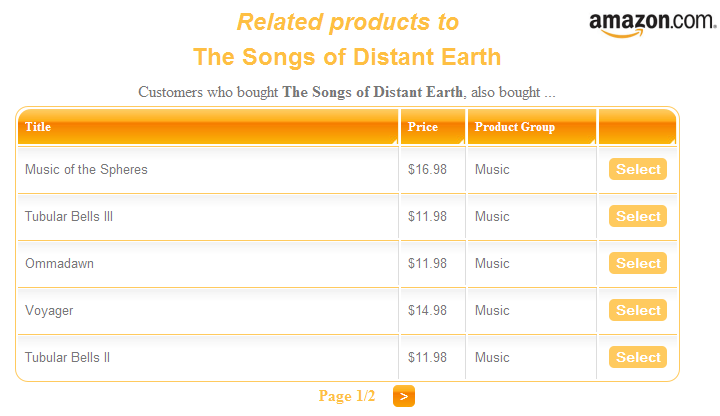 Related products to
amazon.com.
The Songs of Distant Earth
Customers who bought The Songs of Distant Earth, also bought ...
Title Price Product Group
Music of the Spheres $16.98 Music Select
Tubular Bells III $11.98 Music Select
Ommadawn $11.98 Music Select
Voyager $14.98 Music Select
Tubular Bells II $11.98 Music Select
Page 1/2 >